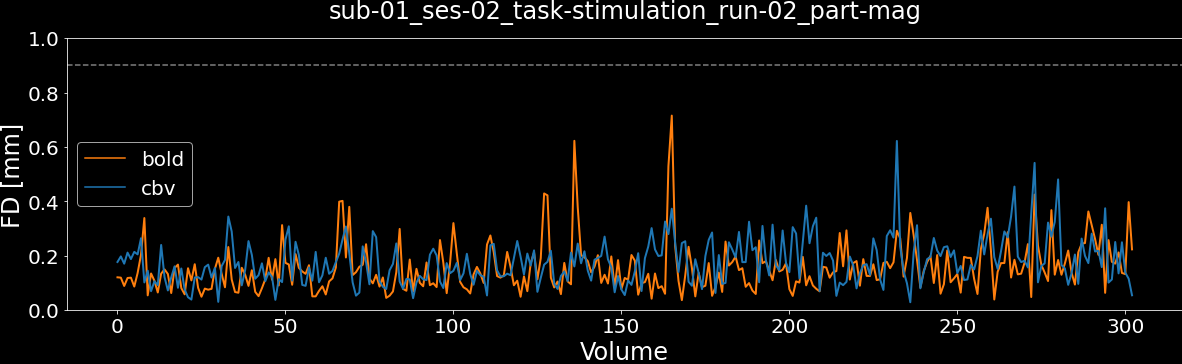 sub-01_ses-02_task-stimulation_run-02_part-mag
1.0
0.8
0.6
0.4
0.2
0.0
FD [mm]
bold
cbv
0 50 100 150 200 250 300
Volume